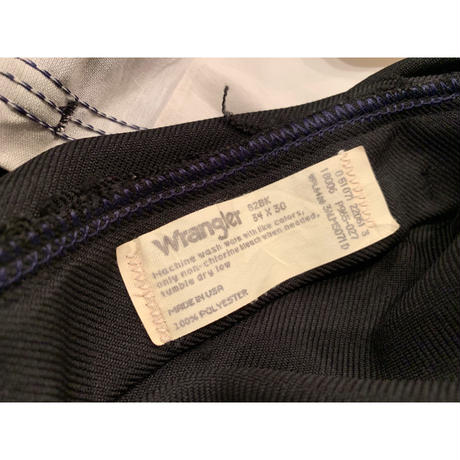 Wrangler 82BK
34 X 30
Machine wash warm with like colors,
only non-chlorine bleach when needed,
tumble dry low
MADE IN USA
100% POLYESTER